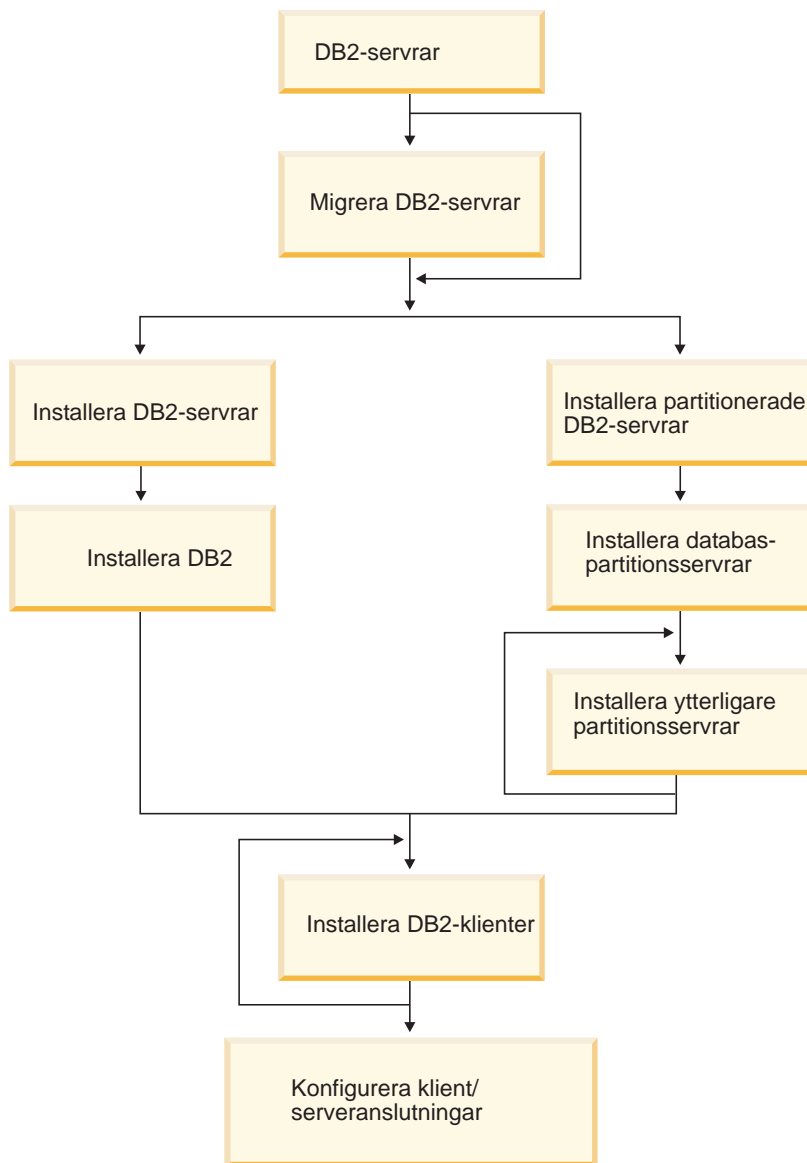 DB2-servrar
Migrera DB2-servrar
Installera DB2-servrar
Installera partitionerade
DB2-servrar
Installera DB2
Installera databas-
partitionsservrar
Installera ytterligare
partitionsservrar
Installera DB2-klienter
Konfigurera klient/
serveranslutningar